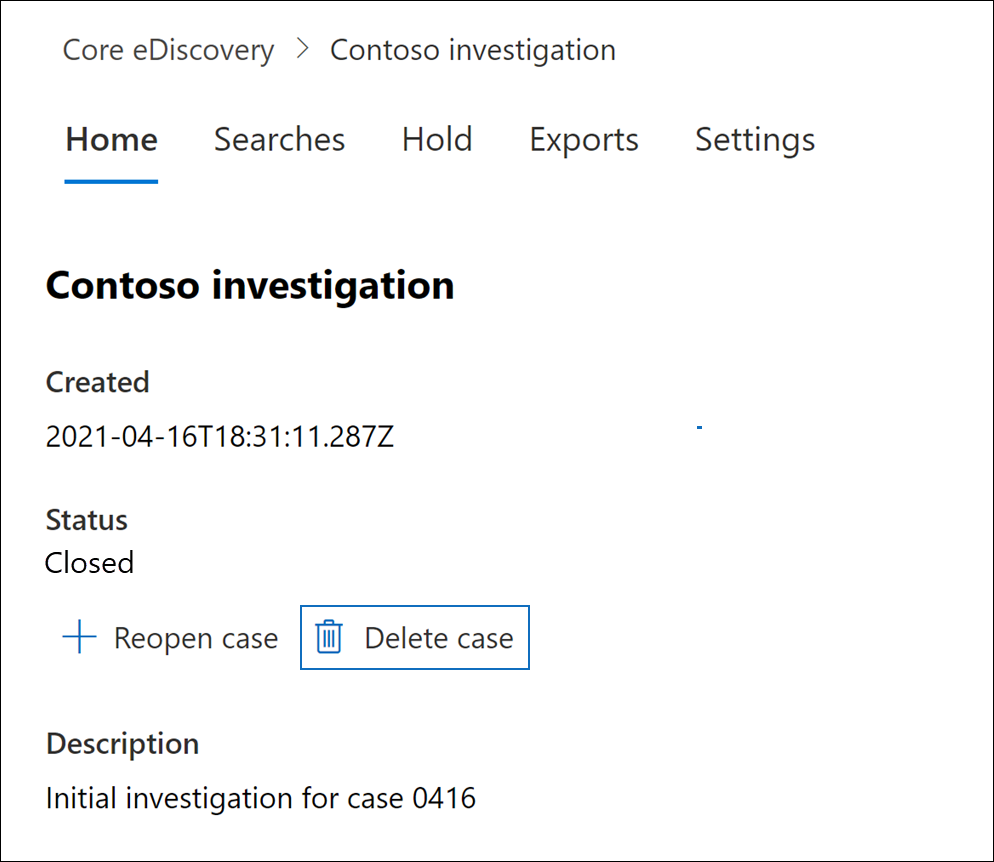 Core eDiscovery > Contoso investigation
Home Searches Hold Exports Settings
Contoso investigation
Created
2021-04-16T18:31:11.287Z
Status
Closed
Reopen case Delete case
Description
Initial investigation for case 0416